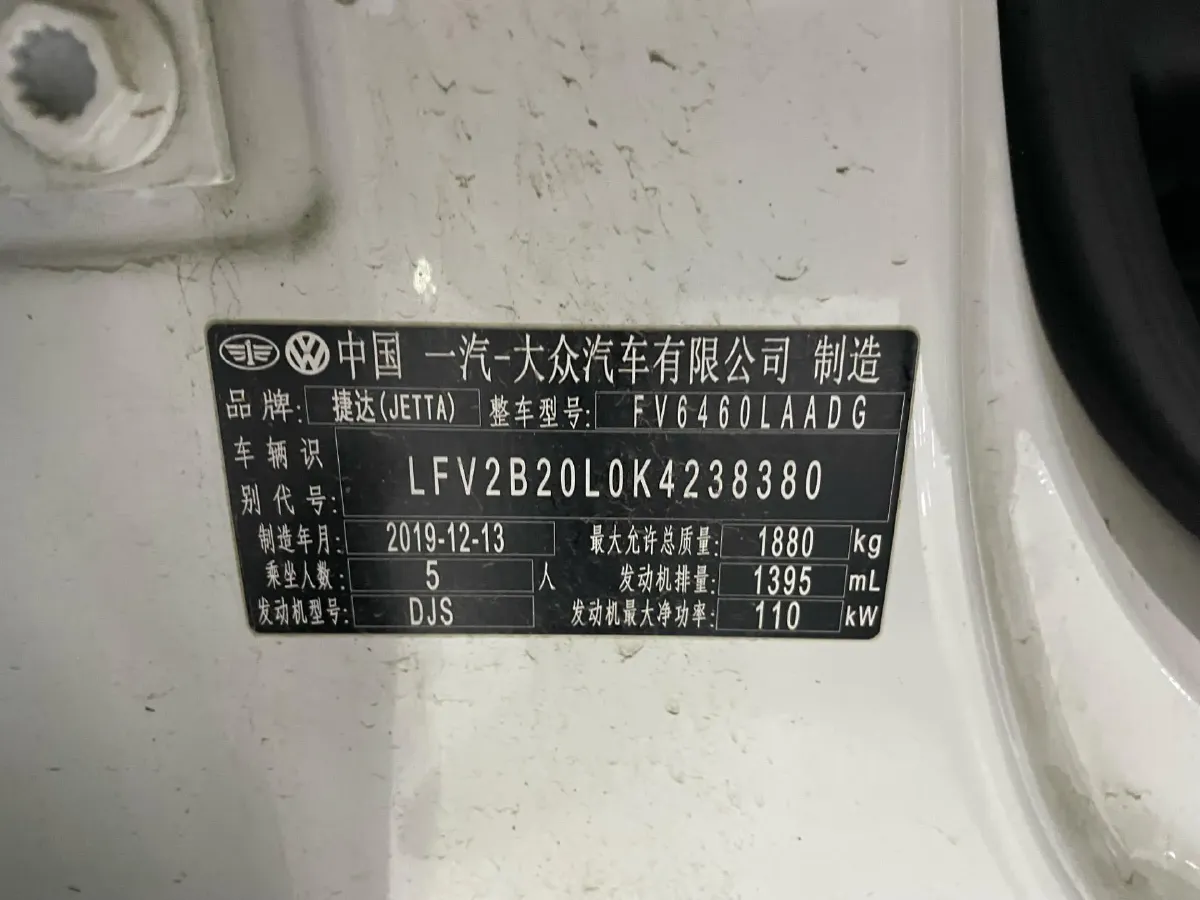 中国 一汽-大众汽车有限公司 制造
品牌: 捷达(JETTA) 整车型号: FV6460LAADG
车辆识别代号: LFV2B20L0K4238380
制造年月: 2019-12-13 最大允许总质量: 1880 kg
乘坐人数: 5 人 发动机排量: 1395 mL
发动机型号: DJS 发动机最大净功率: 110 kW